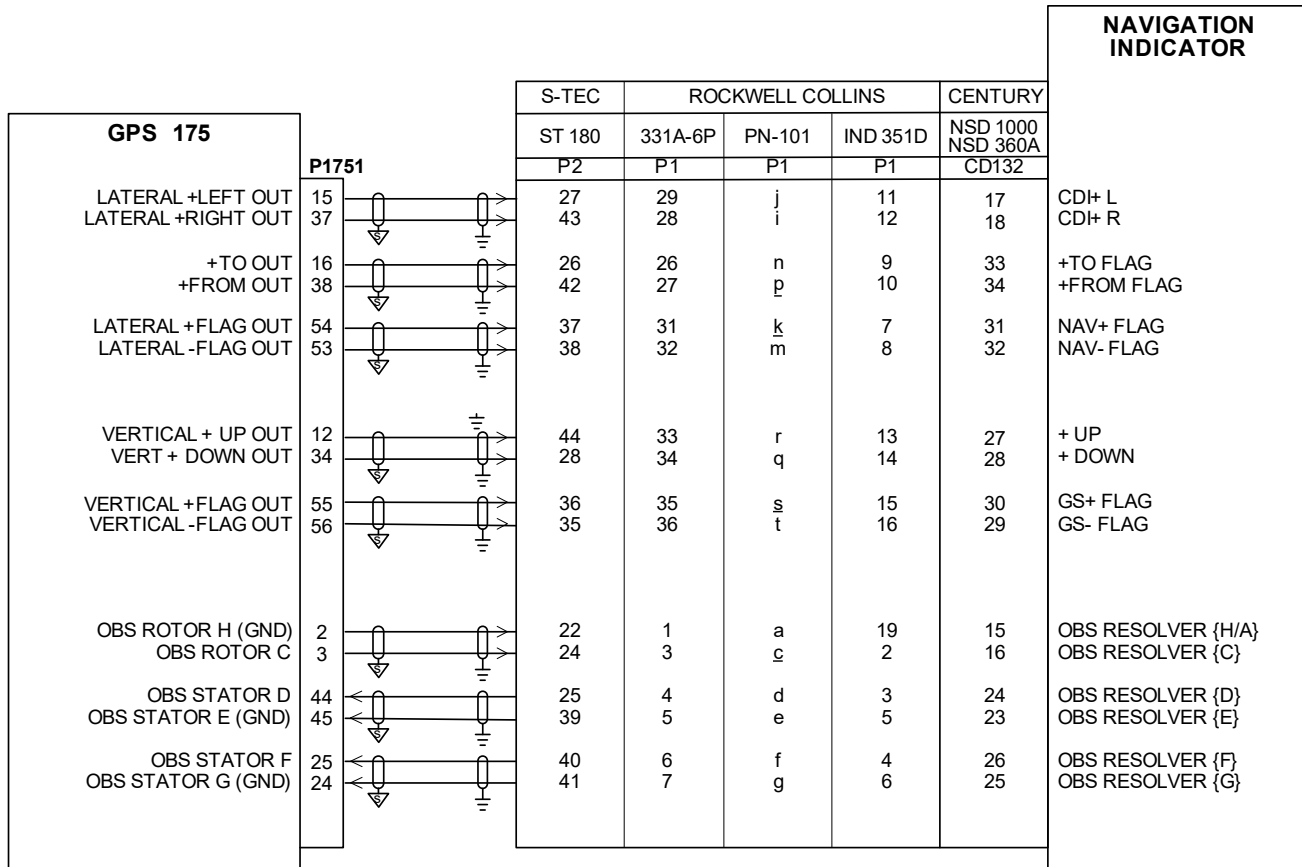 NAVIGATION
INDICATOR
S-TEC ROCKWELL COLLINS CENTURY
GPS 175 ST 180 331A-6P PN-101 IND 351D NSD 1000
NSD 360A
P1751 P2 P1 P1 P1 CD132
LATERAL +LEFT OUT 15 S 27 29 j 11 17 CDI+ L
LATERAL +RIGHT OUT 37 43 28 i 12 18 CDI+ R
+TO OUT 16 S 26 26 n 9 33 +TO FLAG
+FROM OUT 38 42 27 p 10 34 +FROM FLAG
LATERAL +FLAG OUT 54 S 37 31 k 7 31 NAV+ FLAG
LATERAL -FLAG OUT 53 38 32 m 8 32 NAV- FLAG
VERTICAL + UP OUT 12 S 44 33 r 13 27 + UP
VERT + DOWN OUT 34 28 34 q 14 28 + DOWN
VERTICAL +FLAG OUT 55 S 36 35 s 15 30 GS+ FLAG
VERTICAL -FLAG OUT 56 35 36 t 16 29 GS- FLAG
OBS ROTOR H (GND) 2 S 22 1 a 19 15 OBS RESOLVER {H/A}
OBS ROTOR C 3 24 3 c 2 16 OBS RESOLVER {C}
OBS STATOR D 44 S 25 4 d 3 24 OBS RESOLVER {D}
OBS STATOR E (GND) 45 39 5 e 5 23 OBS RESOLVER {E}
OBS STATOR F 25 S 40 6 f 4 26 OBS RESOLVER {F}
OBS STATOR G (GND) 24 41 7 g 6 25 OBS RESOLVER {G}